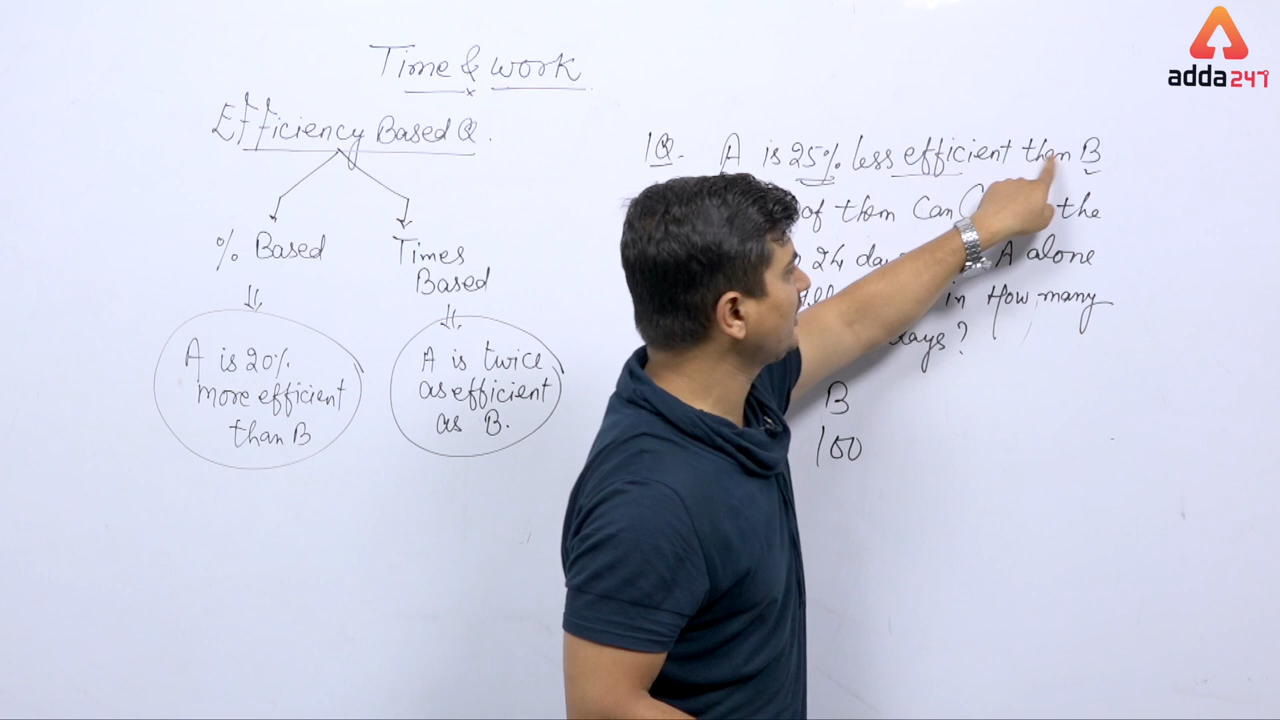 adda247
Time & work
Efficiency Based Q.
% Based
Times
Based
A is 20%
more efficient
than B
A is twice
as efficient
as B.
1Q. A is 25% less efficient than B
of them Can the
24 A alone
in How many
days?
B
100